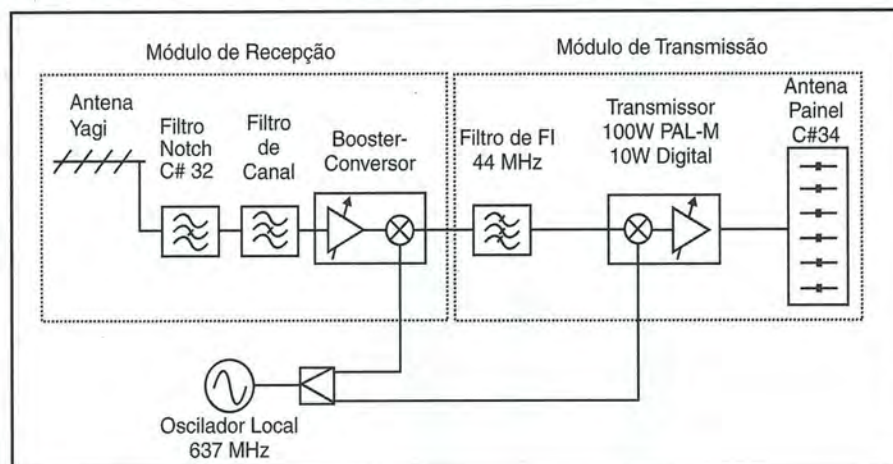 Módulo de Recepção
Módulo de Transmissão
Antena
Yagi
Filtro
Notch
C# 32
Filtro
de
Canal
Booster-
Conversor
Filtro de FI
44 MHz
Transmissor
100W PAL-M
10W Digital
Antena
Painel
C#34
Oscilador Local
637 MHz